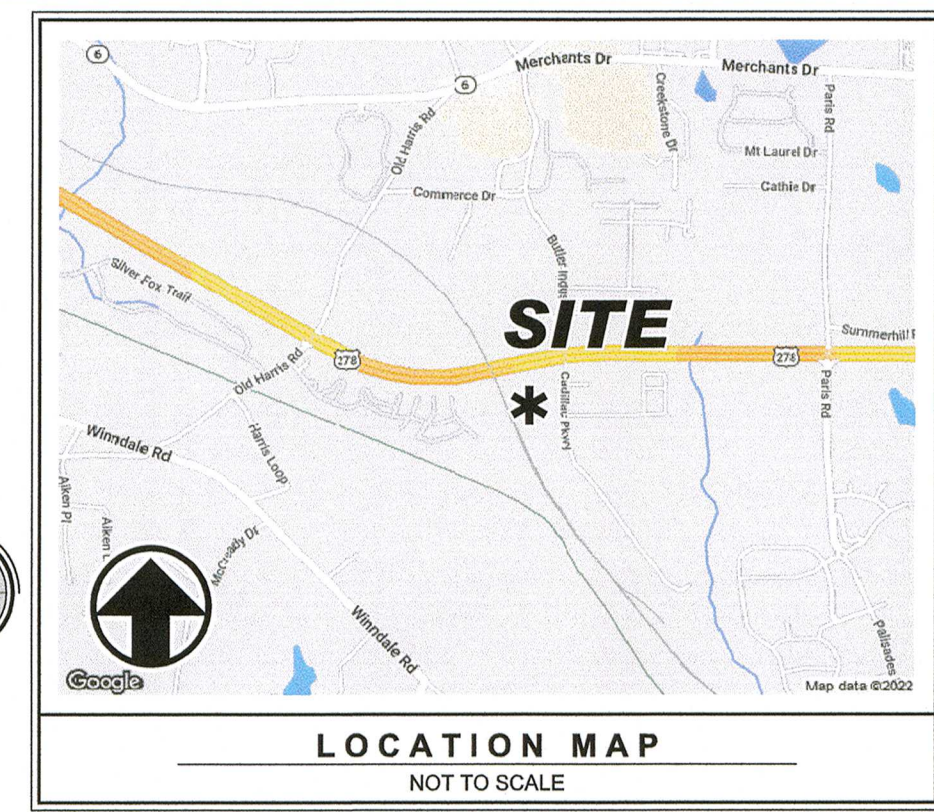 6
Merchants Dr
Merchants Dr
6
Creekstone Dr
Paris Rd
Old Harris Rd
Mt Laurel Dr
Commerce Dr
Cathie Dr
Butler Indus
Silver Fox Trail
SITE
Summerhill R
278
278
Old Harris Rd
*
Cadillac Pkwy
Paris Rd
Winndale Rd
Harris Loop
Aiken Pl
Aiken L
McCready Dr
Winndale Rd
Palisades
Google
Map data ©2022
LOCATION MAP
NOT TO SCALE